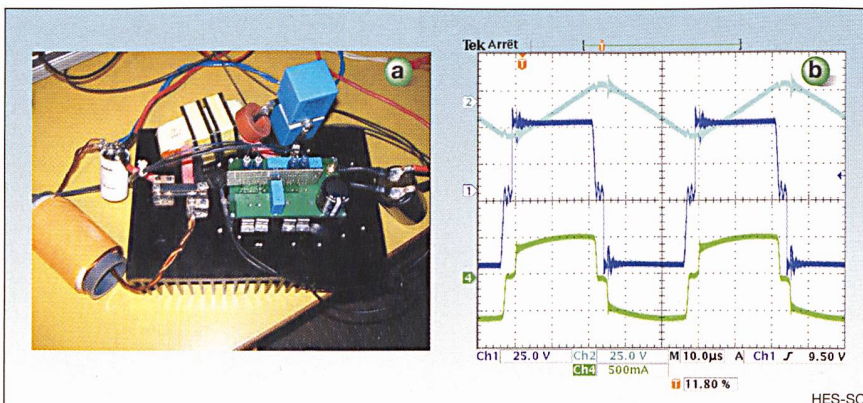 a
Tek Arrêt
T
b
2
1
4
Ch1 25.0 V Ch2 25.0 V M 10.0µs A Ch1 ƒ 9.50 V
Ch4 500mA
T 11.80 %
HES-SO